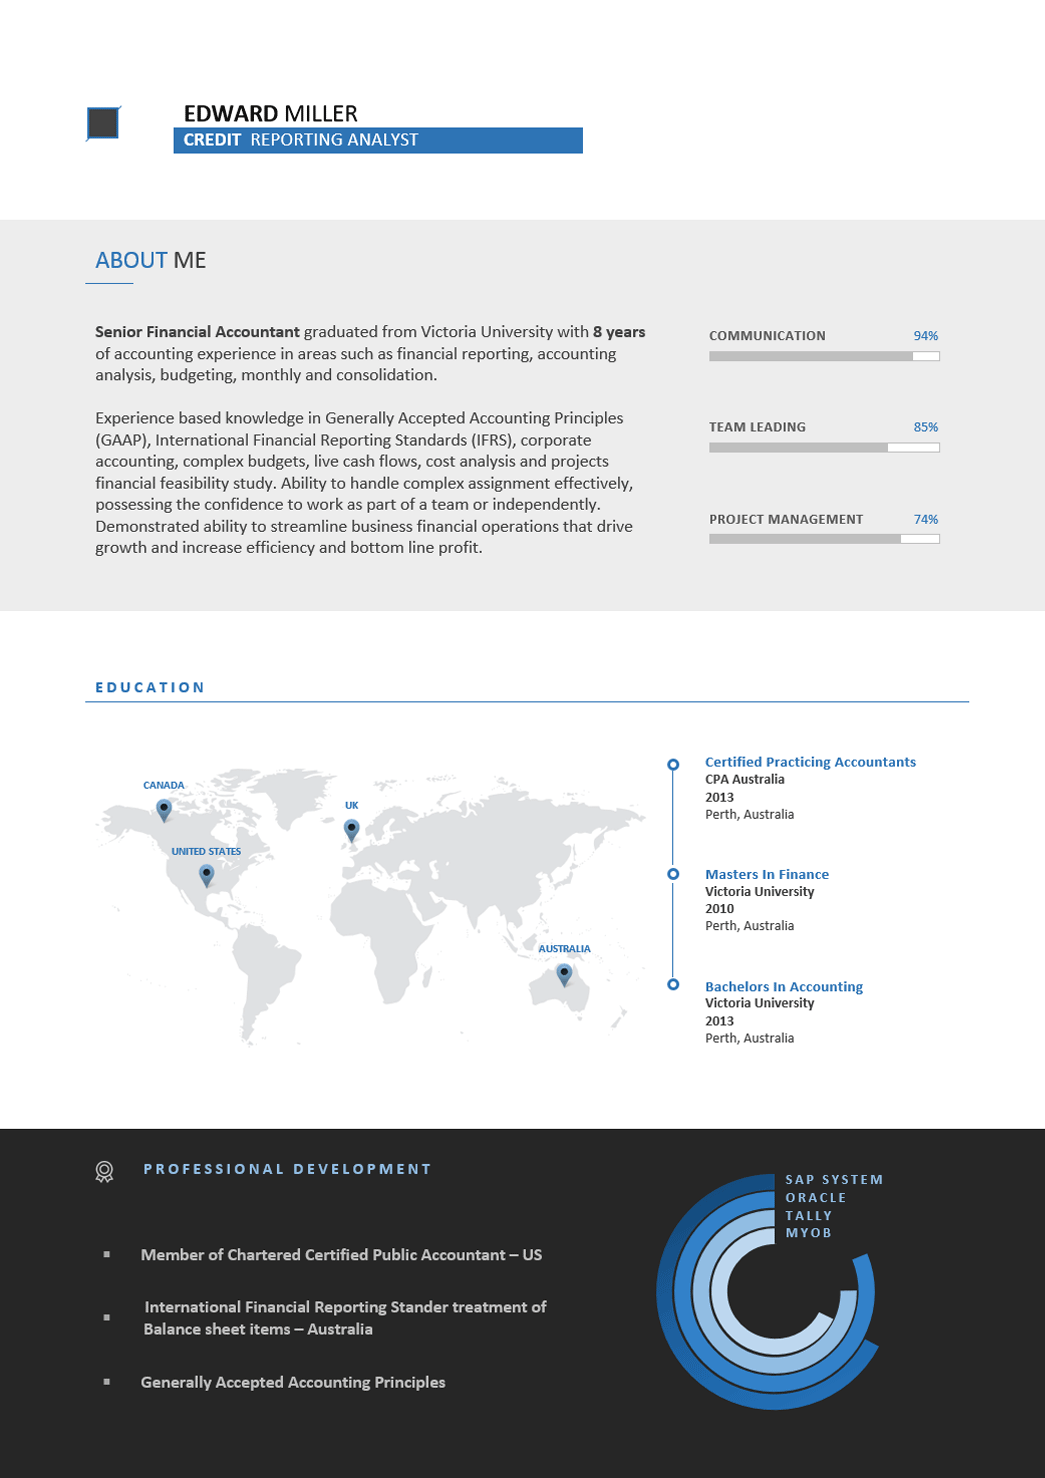 EDWARD MILLER
CREDIT REPORTING ANALYST
ABOUT ME
Senior Financial Accountant graduated from Victoria University with 8 years
of accounting experience in areas such as financial reporting, accounting
analysis, budgeting, monthly and consolidation.
Experience based knowledge in Generally Accepted Accounting Principles
(GAAP), International Financial Reporting Standards (IFRS), corporate
accounting, complex budgets, live cash flows, cost analysis and projects
financial feasibility study. Ability to handle complex assignment effectively,
possessing the confidence to work as part of a team or independently.
Demonstrated ability to streamline business financial operations that drive
growth and increase efficiency and bottom line profit.
COMMUNICATION 94%
TEAM LEADING 85%
PROJECT MANAGEMENT 74%
EDUCATION
CANADA
UK
UNITED STATES
AUSTRALIA
Certified Practicing Accountants
CPA Australia
2013
Perth, Australia
Masters In Finance
Victoria University
2010
Perth, Australia
Bachelors In Accounting
Victoria University
2013
Perth, Australia
PROFESSIONAL DEVELOPMENT
▪ Member of Chartered Certified Public Accountant – US
▪ International Financial Reporting Stander treatment of
Balance sheet items – Australia
▪ Generally Accepted Accounting Principles
SAP SYSTEM
ORACLE
TALLY
MYOB